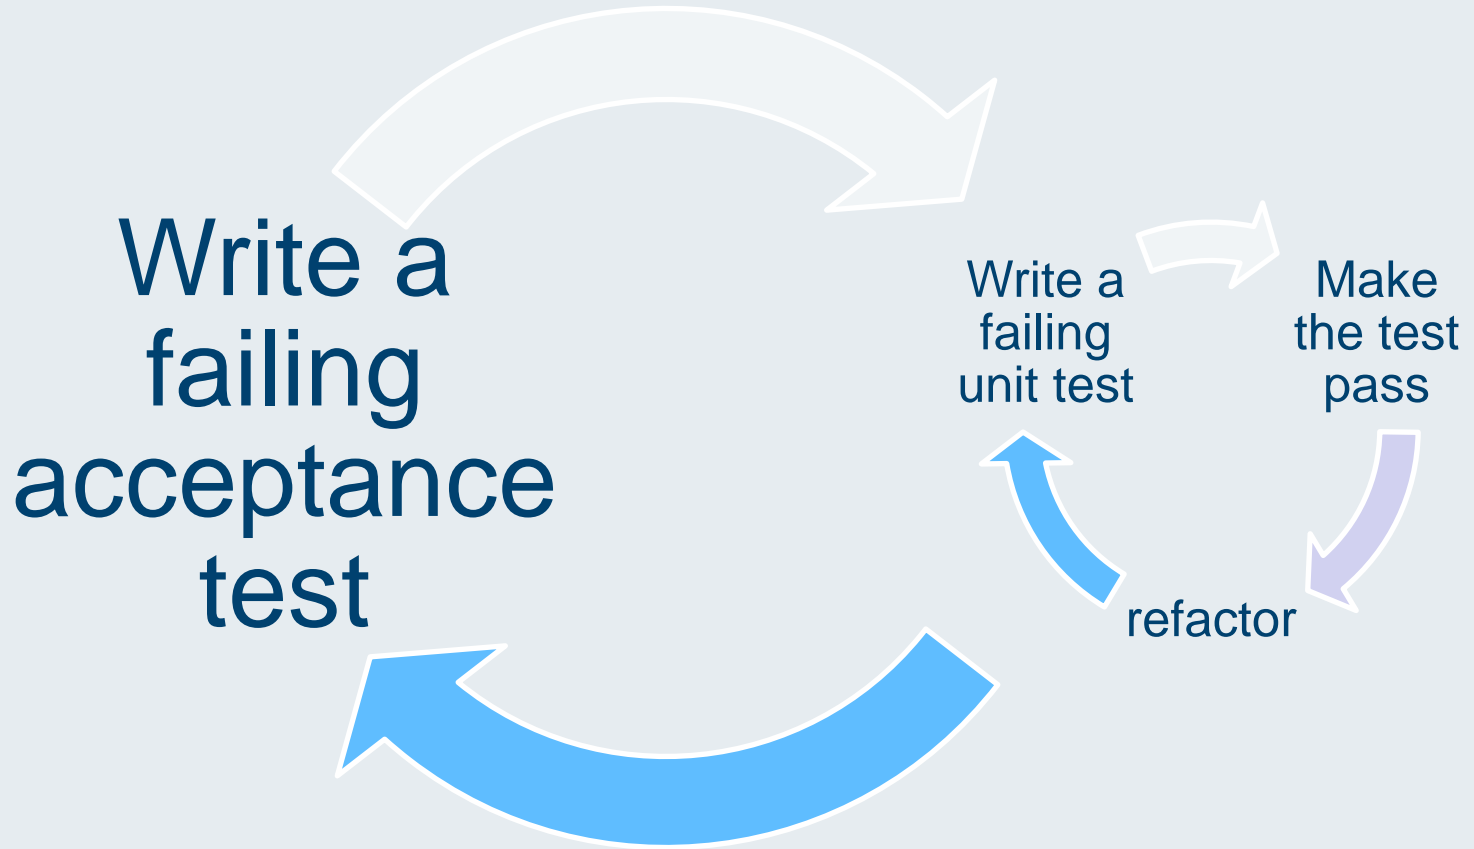 Write a
failing
acceptance
test
Write a
failing
unit test
Make
the test
pass
refactor